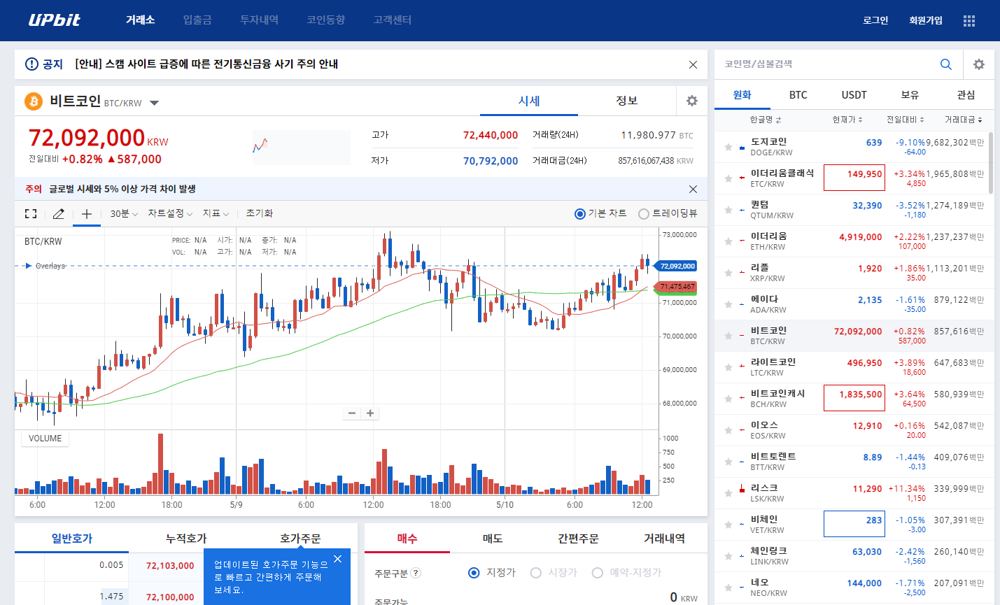 UPbit 거래소 입출금 투자내역 코인동향 고객센터 로그인 회원가입
공지 [안내] 스캠 사이트 급증에 따른 전기통신금융 사기 주의 안내
비트코인 BTC/KRW 시세 정보
72,092,000 KRW
전일대비 +0.82% ▲587,000
고가 72,440,000 거래량(24H) 11,980.977 BTC
저가 70,792,000 거래대금(24H) 857,616,067,438 KRW
주의 글로벌 시세와 5% 이상 가격 차이 발생
30분 차트설정 지표 초기화 기본 차트 트레이딩뷰
BTC/KRW
PRICE: N/A 시가: N/A 종가: N/A
VOL: N/A 고가: N/A 저가: N/A
Overlays
73,000,000
72,092,000
71,475,467
71,000,000
70,000,000
69,000,000
68,000,000
VOLUME
1000
750
500
250
6:00 12:00 18:00 5/9 6:00 12:00 18:00 5/10 6:00 12:00
일반호가 누적호가 호가주문
0.005 72,103,000
1.475 72,100,000
업데이트된 호가주문 기능으
로 빠르고 간편하게 주문해
보세요.
매수 매도 간편주문 거래내역
주문구분 ? 지정가 시장가 예약-지정가
주문가능 0 KRW
코인명/심볼검색
원화 BTC USDT 보유 관심
한글명 현재가 전일대비 거래대금
도지코인 639 -9.10% 9,682,302백만
DOGE/KRW -64.00
이더리움클래식 149,950 +3.34% 1,965,808백만
ETC/KRW 4,850
퀀텀 32,390 -3.52% 1,274,189백만
QTUM/KRW -1,180
이더리움 4,919,000 +2.22% 1,237,237백만
ETH/KRW 107,000
리플 1,920 +1.86% 1,113,201백만
XRP/KRW 35.00
에이다 2,135 -1.61% 879,122백만
ADA/KRW -35.00
비트코인 72,092,000 +0.82% 857,616백만
BTC/KRW 587,000
라이트코인 496,950 +3.89% 647,683백만
LTC/KRW 18,600
비트코인캐시 1,835,500 +3.64% 580,939백만
BCH/KRW 64,500
이오스 12,910 +0.16% 542,087백만
EOS/KRW 20.00
비트토렌트 8.89 -1.44% 409,076백만
BTT/KRW -0.13
리스크 11,290 +11.34% 339,999백만
LSK/KRW 1,150
비체인 283 -1.05% 307,391백만
VET/KRW -3.00
체인링크 63,030 -2.42% 260,140백만
LINK/KRW -1,560
네오 144,000 -1.71% 207,091백만
NEO/KRW -2,500